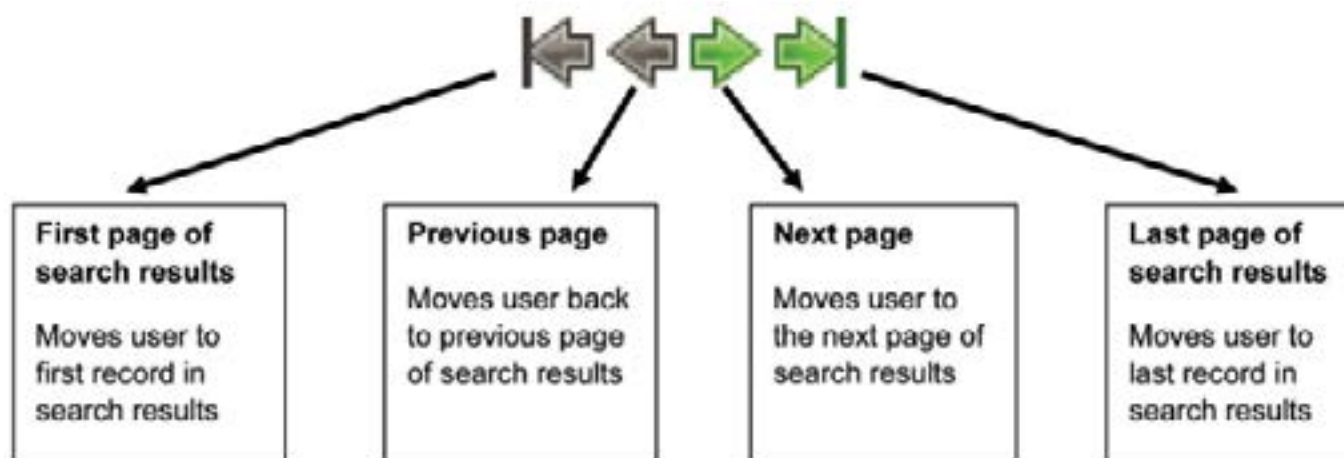 First page of
search results
Moves user to
first record in
search results
Previous page
Moves user back
to previous page
of search results
Next page
Moves user to
the next page of
search results
Last page of
search results
Moves user to
last record in
search results